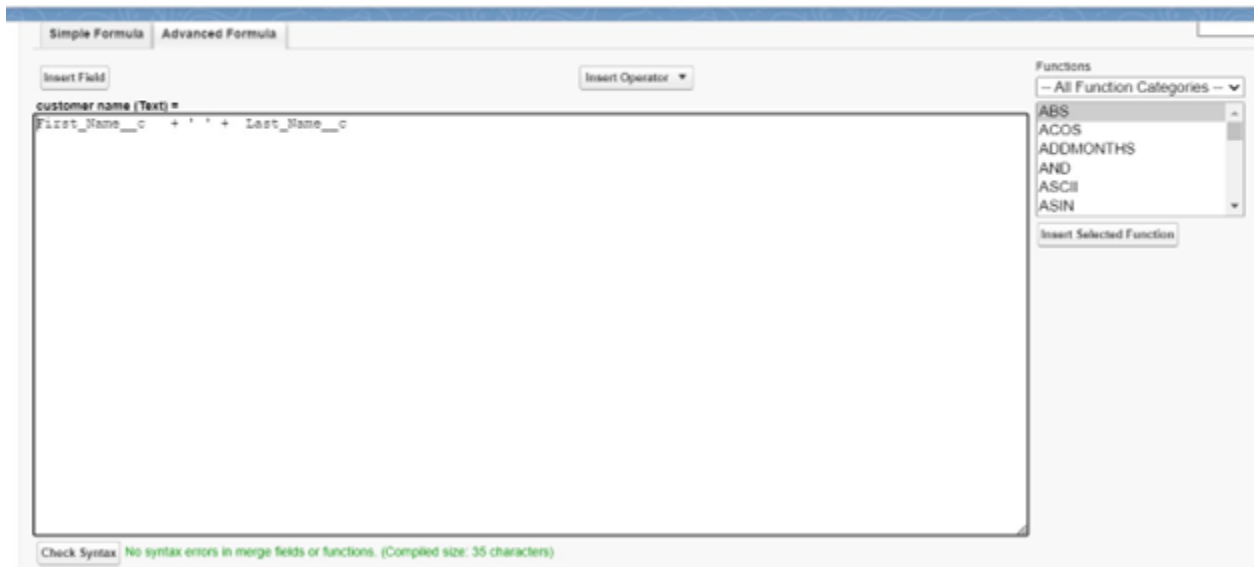 Simple Formula Advanced Formula
Insert Field Insert Operator
Functions
-- All Function Categories --
customer name (Text) =
First_Name__c + ' ' + Last_Name__c
ABS
ACOS
ADDMONTHS
AND
ASCII
ASIN
Insert Selected Function
Check Syntax No syntax errors in merge fields or functions. (Compiled size: 35 characters)